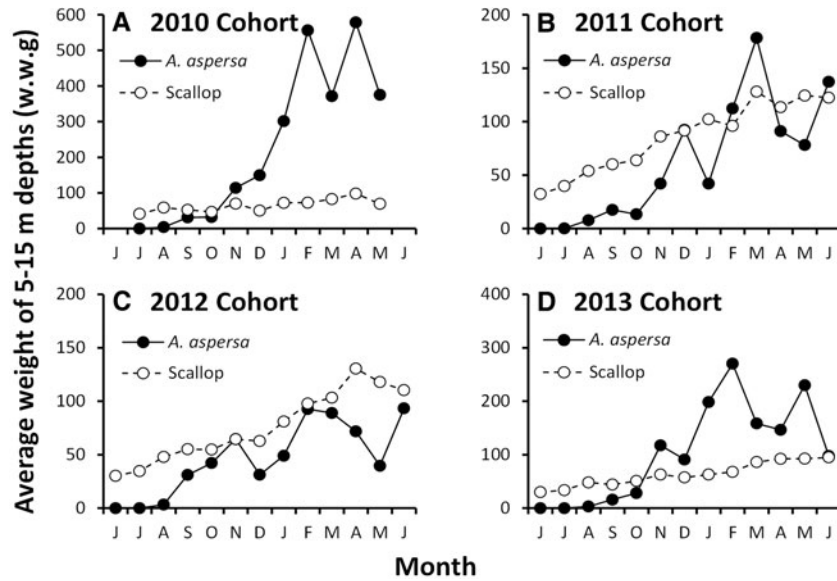 Average weight of 5-15 m depths (w.w.g)
A 2010 Cohort
A. aspersa
Scallop
600
500
400
300
200
100
0
J J A S O N D J F M A M J
B 2011 Cohort
A. aspersa
Scallop
200
150
100
50
0
J J A S O N D J F M A M J
C 2012 Cohort
A. aspersa
Scallop
200
150
100
50
0
J J A S O N D J F M A M J
D 2013 Cohort
A. aspersa
Scallop
400
300
200
100
0
J J A S O N D J F M A M J
Month